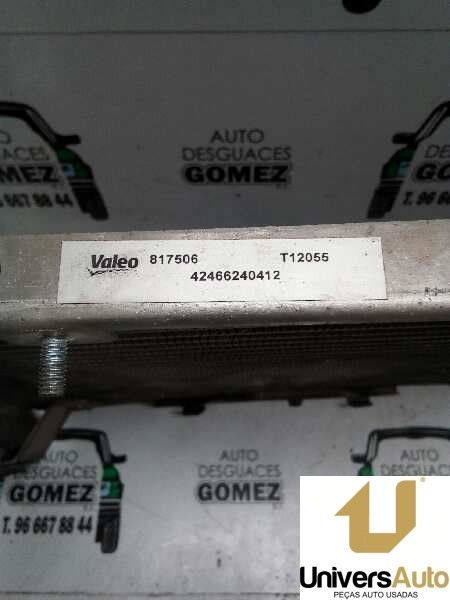 AUTO
DESGUACES
GOMEZ
T. 96 667 88 44
AUTO
DESGUACES
GOMEZ
T. 96
Valeo 817506 T12055
42466240412
AUTO
DESGUACES
GOMEZ
T. 96 667 88 44
UniversAuto
PEÇAS AUTO USADAS